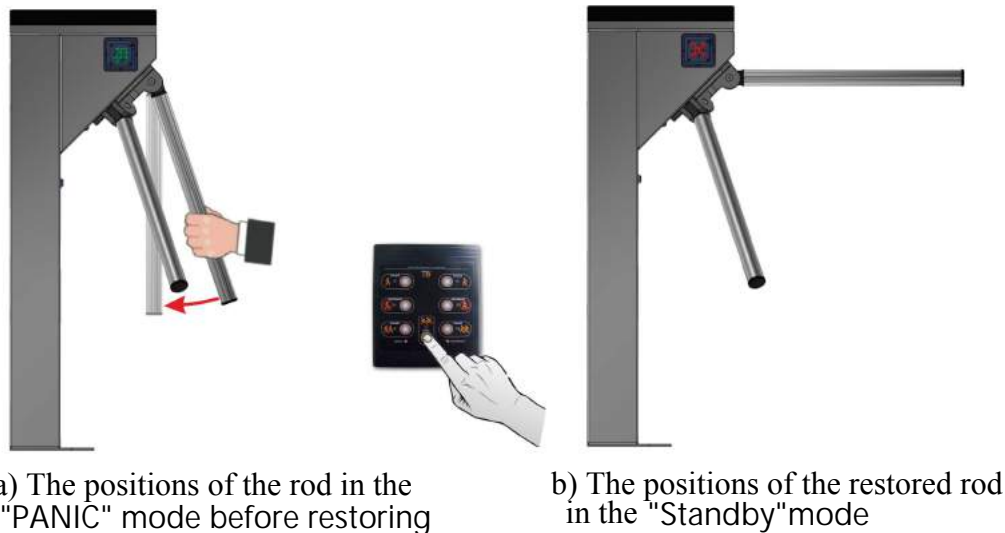 a) The positions of the rod in the
"PANIC" mode before restoring
b) The positions of the restored rod
in the "Standby"mode